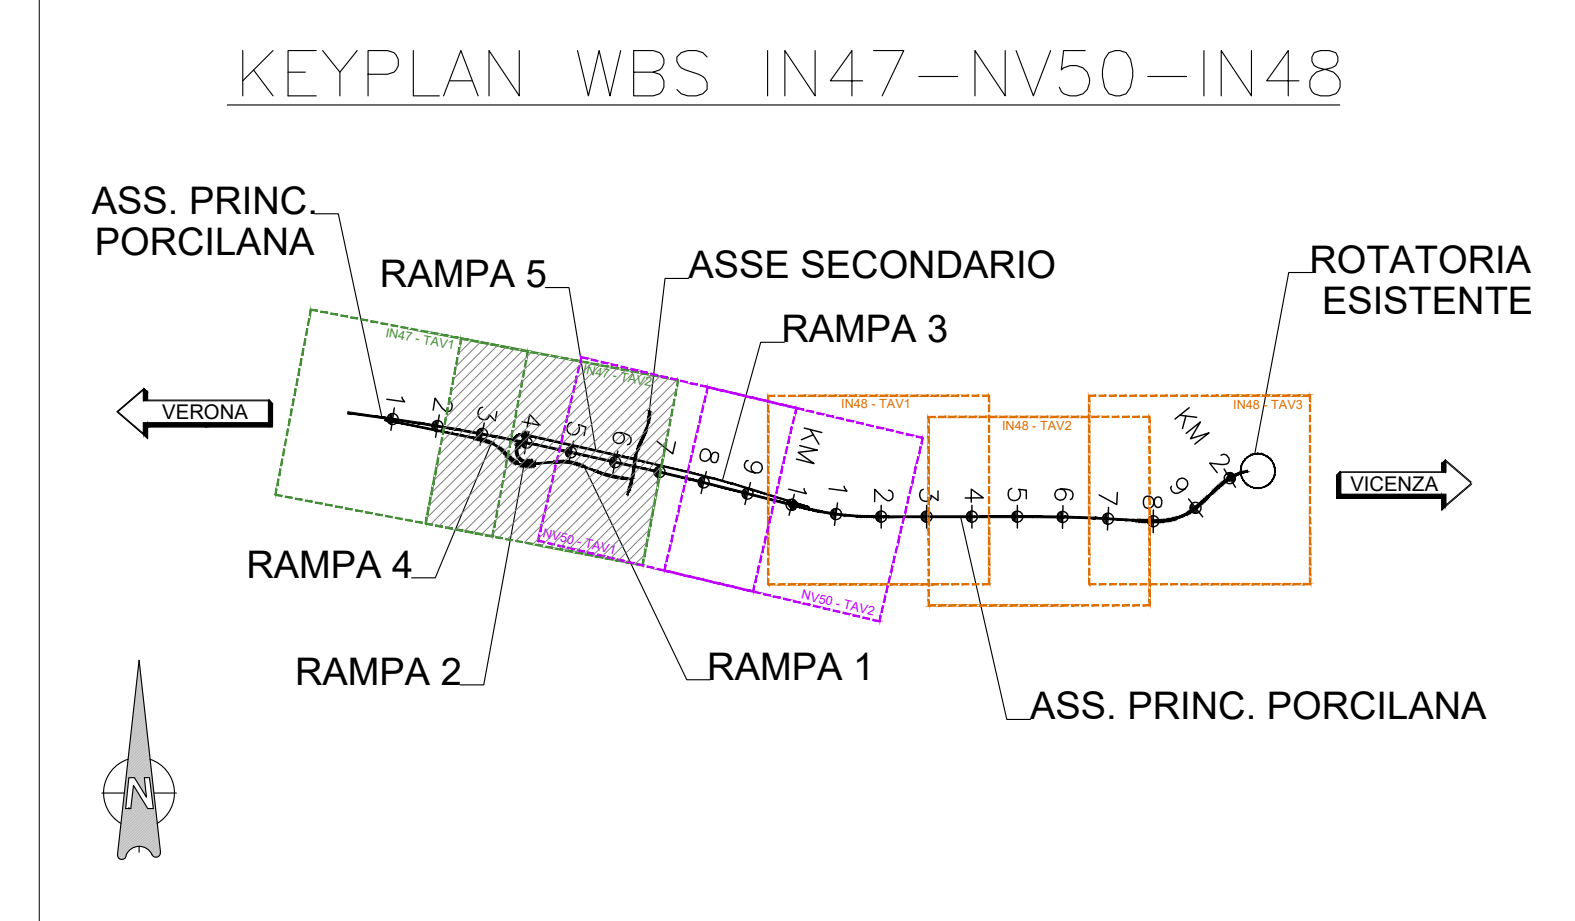 KEYPLAN WBS IN47-NV50-IN48
ASS. PRINC.
PORCILANA
RAMPA 5
ASSE SECONDARIO
ROTATORIA
ESISTENTE
RAMPA 3
IN47 - TAV1
IN47 - TAV2
IN48 - TAV1
IN48 - TAV2
IN48 - TAV3
VERONA
VICENZA
1 2 3 4 5 6 7 8 9 KM 1 1 2 3 4 5 6 7 8 9 KM 2
NV50 - TAV1
NV50 - TAV2
RAMPA 4
RAMPA 2
RAMPA 1
ASS. PRINC. PORCILANA
N